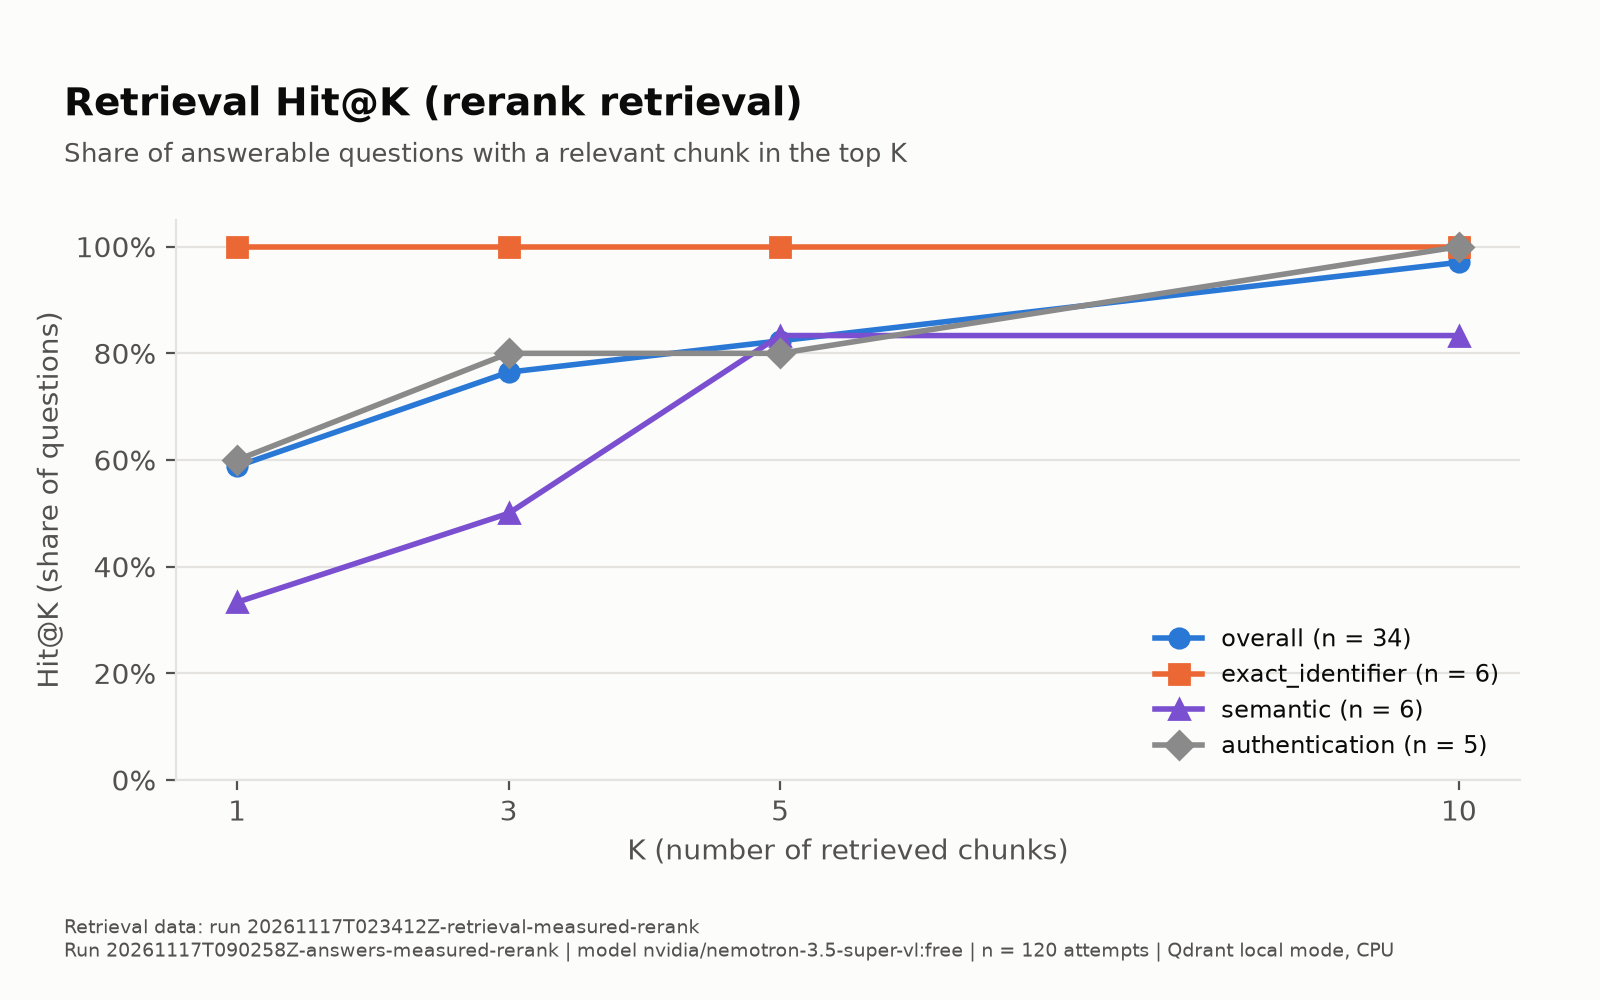 Retrieval Hit@K (rerank retrieval)
Share of answerable questions with a relevant chunk in the top K
Hit@K (share of questions)
100%
80%
60%
40%
20%
0%
overall (n = 34)
exact_identifier (n = 6)
semantic (n = 6)
authentication (n = 5)
1 3 5 10
K (number of retrieved chunks)
Retrieval data: run 20261117T023412Z-retrieval-measured-rerank
Run 20261117T090258Z-answers-measured-rerank | model nvidia/nemotron-3.5-super-vl:free | n = 120 attempts | Qdrant local mode, CPU